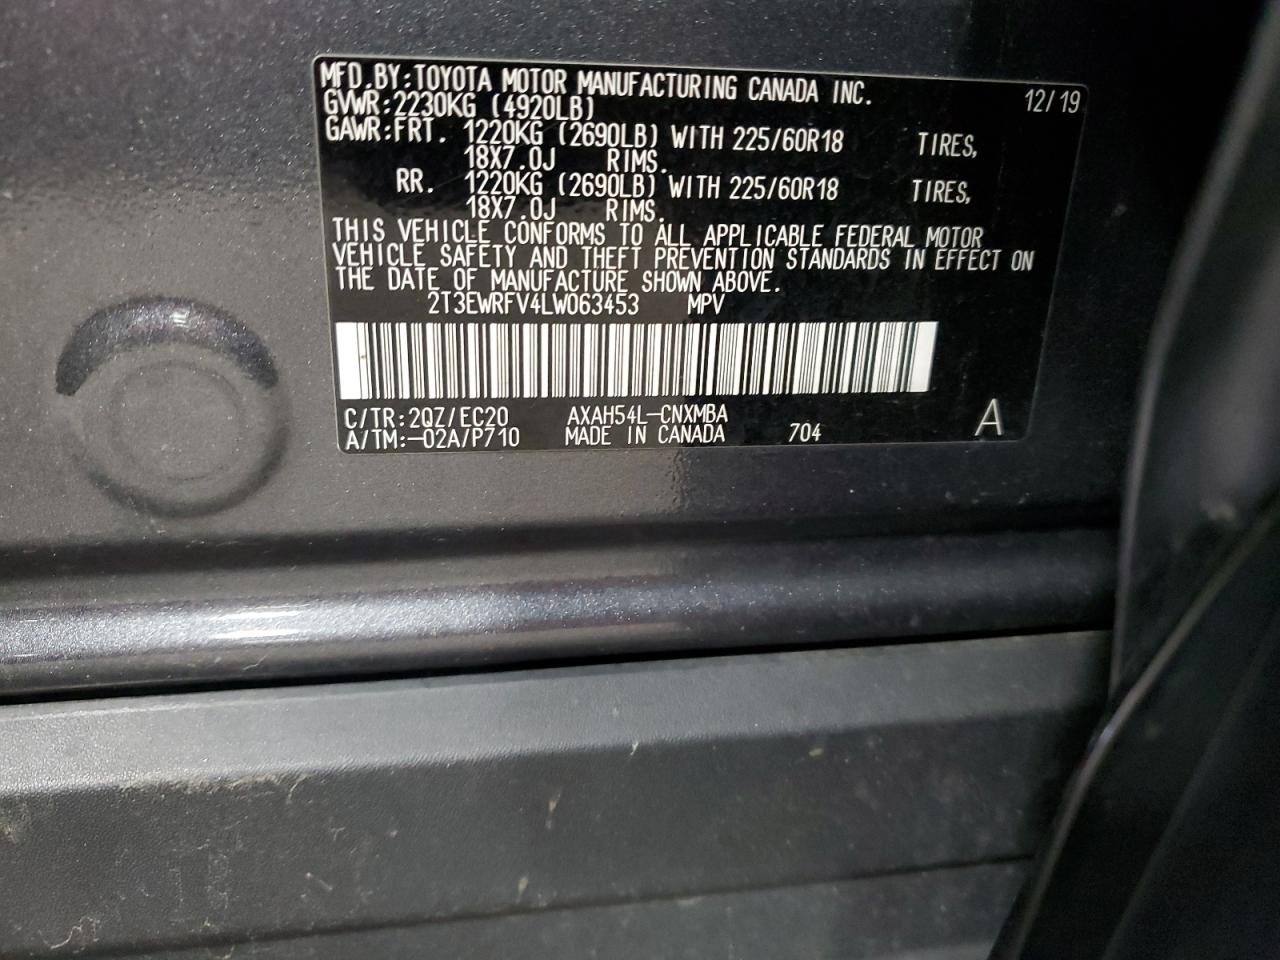 MFD.BY:TOYOTA MOTOR MANUFACTURING CANADA INC. 12/19
GVWR:2230KG (4920LB)
GAWR:FRT. 1220KG (2690LB) WITH 225/60R18 TIRES,
18X7.0J RIMS.
RR. 1220KG (2690LB) WITH 225/60R18 TIRES,
18X7.0J RIMS.
THIS VEHICLE CONFORMS TO ALL APPLICABLE FEDERAL MOTOR
VEHICLE SAFETY AND THEFT PREVENTION STANDARDS IN EFFECT ON
THE DATE OF MANUFACTURE SHOWN ABOVE.
2T3EWRFV4LW063453 MPV
C/TR:2QZ/EC20 AXAH54L-CNXMBA
A/TM:-02A/P710 MADE IN CANADA 704 A